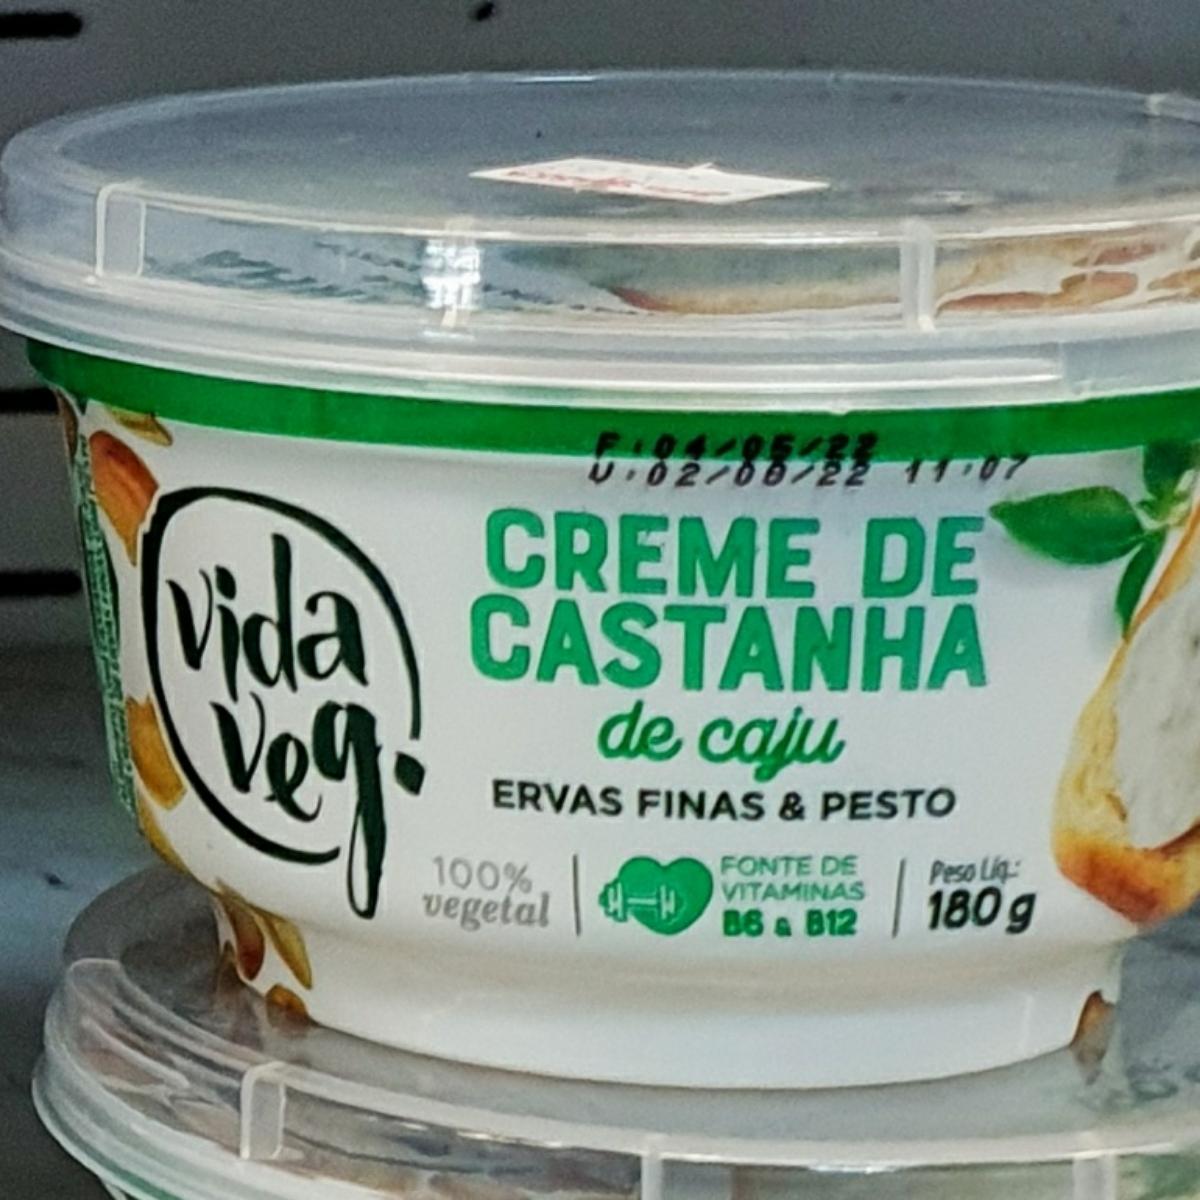 F:04/05/22
V:02/08/22 11:07
vida
veg.
CREME DE
CASTANHA
de caju
ERVAS FINAS & PESTO
100%
vegetal
FONTE DE
VITAMINAS
B6 e B12
Peso Líq.:
180g